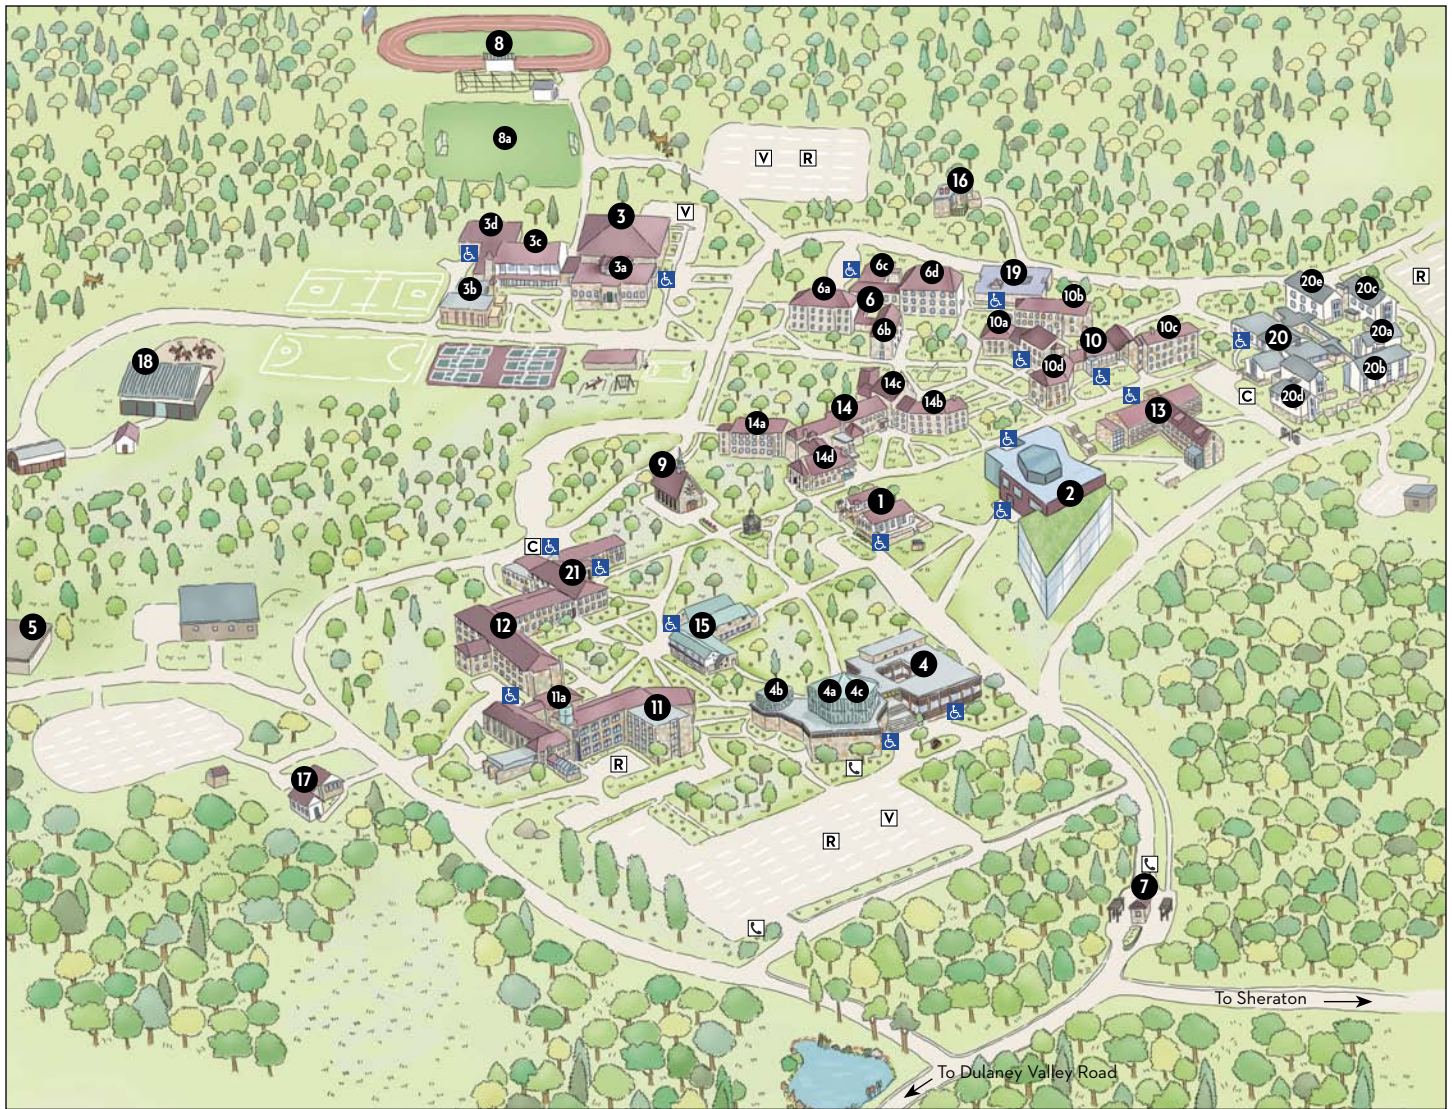 8
8a
V
R
16
3
V
3d
3c
3a
3b
6c
6d
19
6a
6
6b
10b
10a
10
10c
10d
20e
20c
R
20
20a
20b
20d
18
14c
14
14b
14a
14d
C
13
9
1
2
C
21
5
12
15
4
4b
4a
4c
11a
11
R
17
V
R
7
To Sheraton
To Dulaney Valley Road